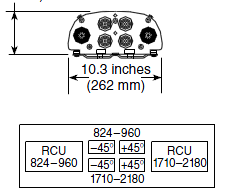 10.3 inches
(262 mm)
824–960
RCU
824–960
–45° +45°
–45° +45°
RCU
1710–2180
1710–2180